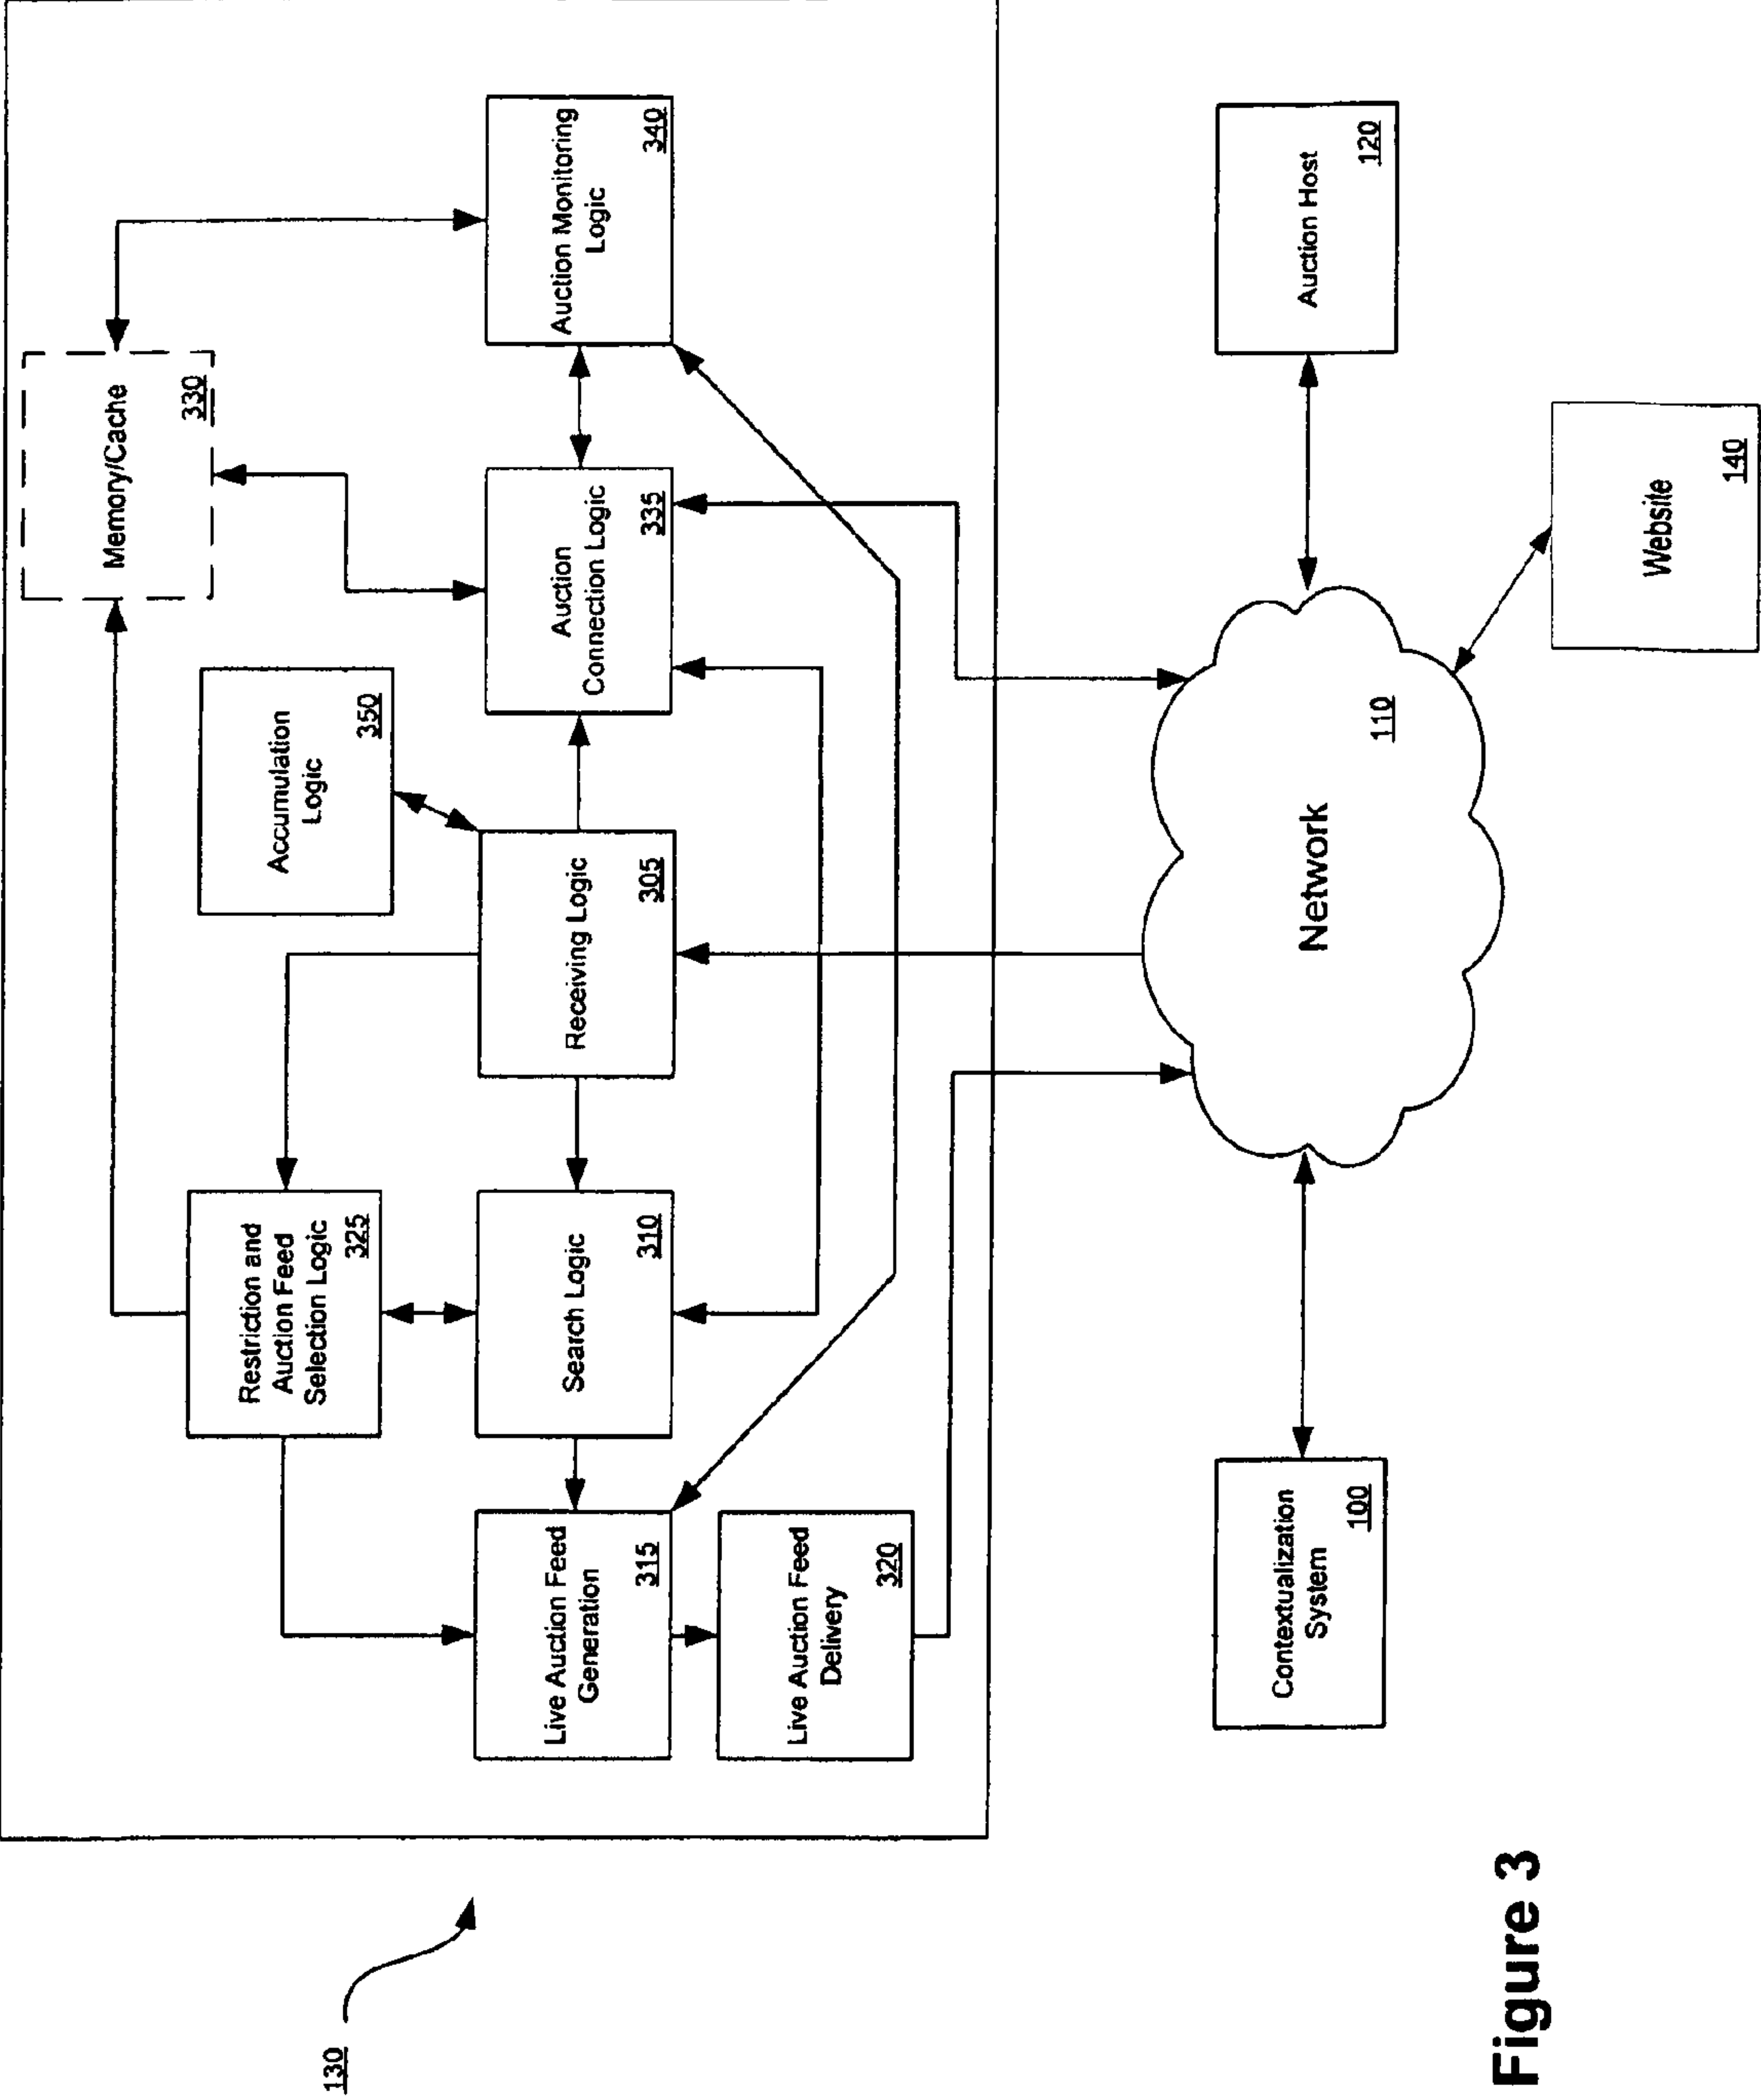 130
Memory/Cache
330
Restriction and
Auction Feed
Selection Logic
325
Accumulation
Logic
350
Live Auction Feed
Generation
315
Search Logic
310
Receiving Logic
305
Auction
Connection Logic
335
Auction Monitoring
Logic
340
Live Auction Feed
Delivery
320
Contextualization
System
100
Network
110
Auction Host
120
Website
140
Figure 3